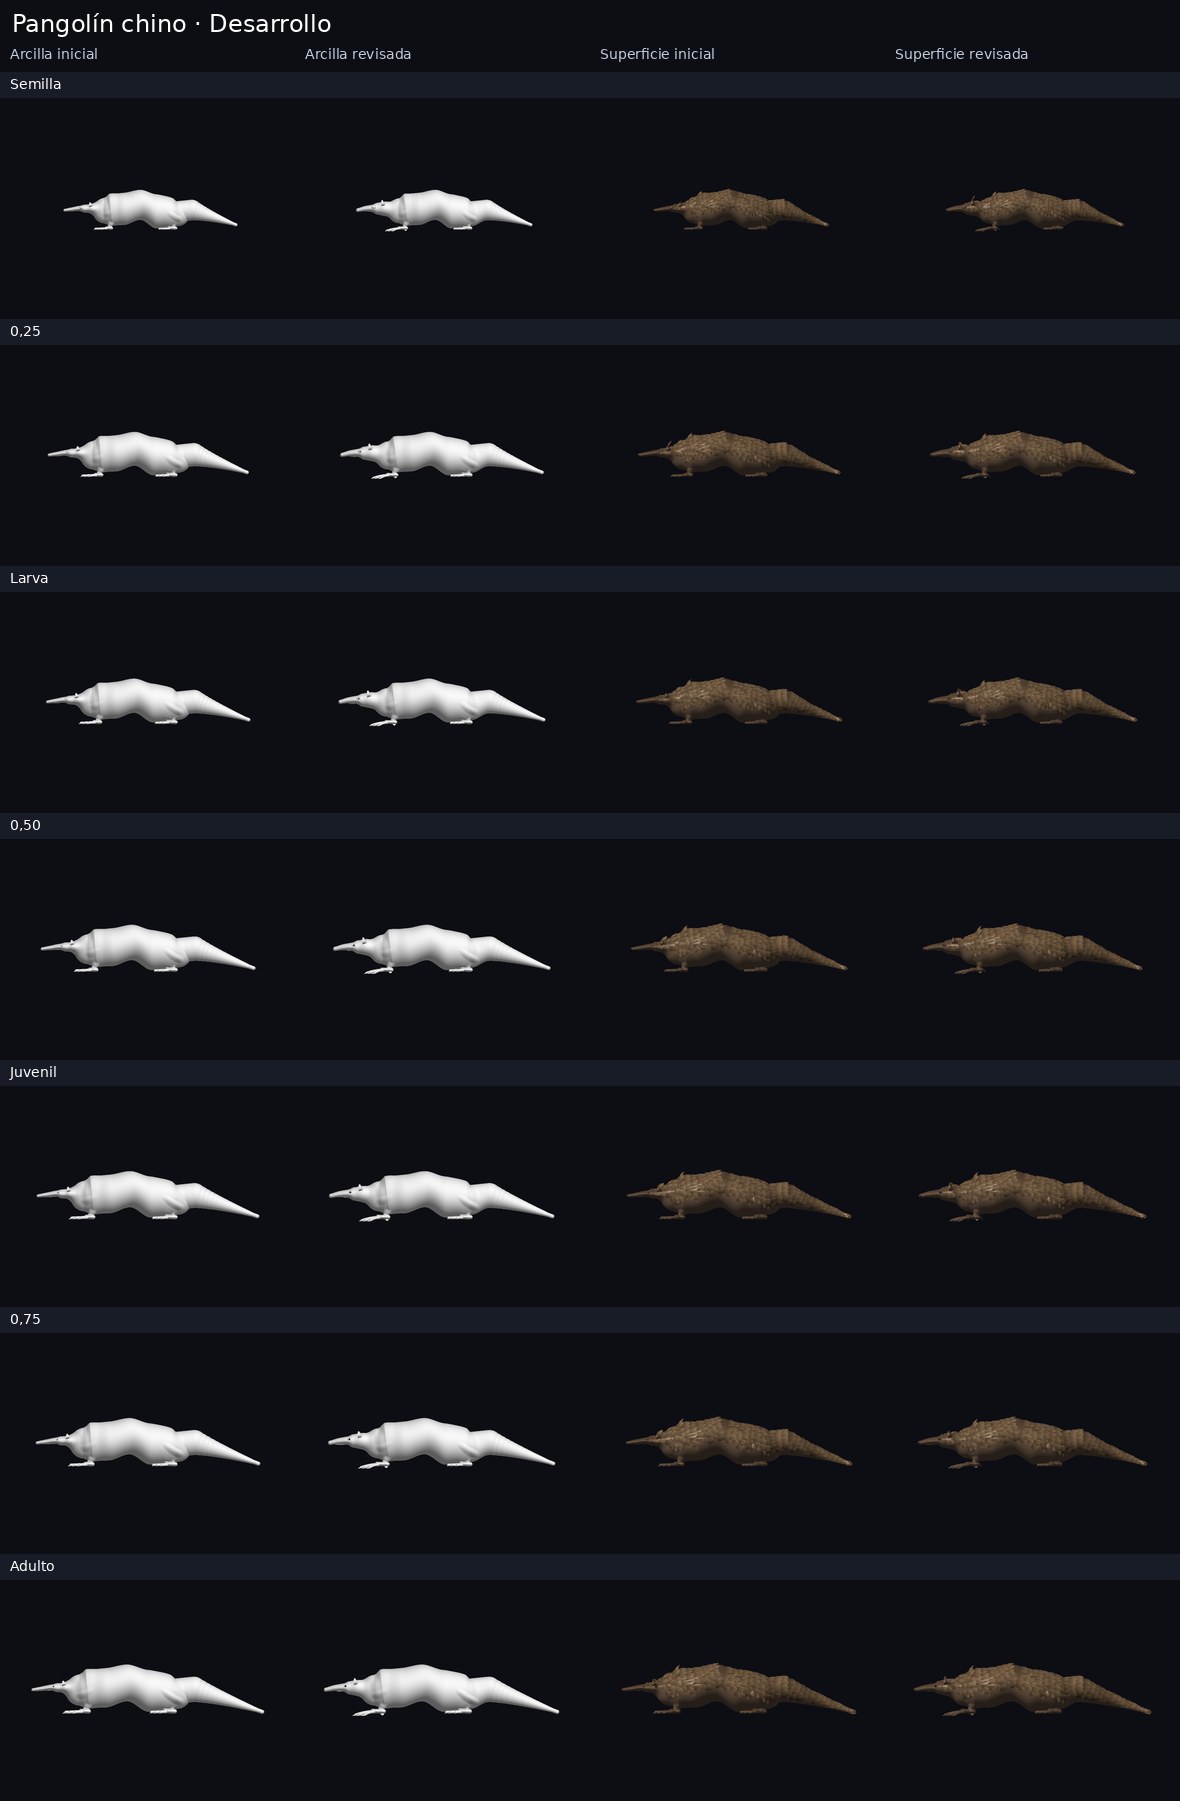 Pangolín chino · Desarrollo
Arcilla inicial Arcilla revisada Superficie inicial Superficie revisada
Semilla
0,25
Larva
0,50
Juvenil
0,75
Adulto